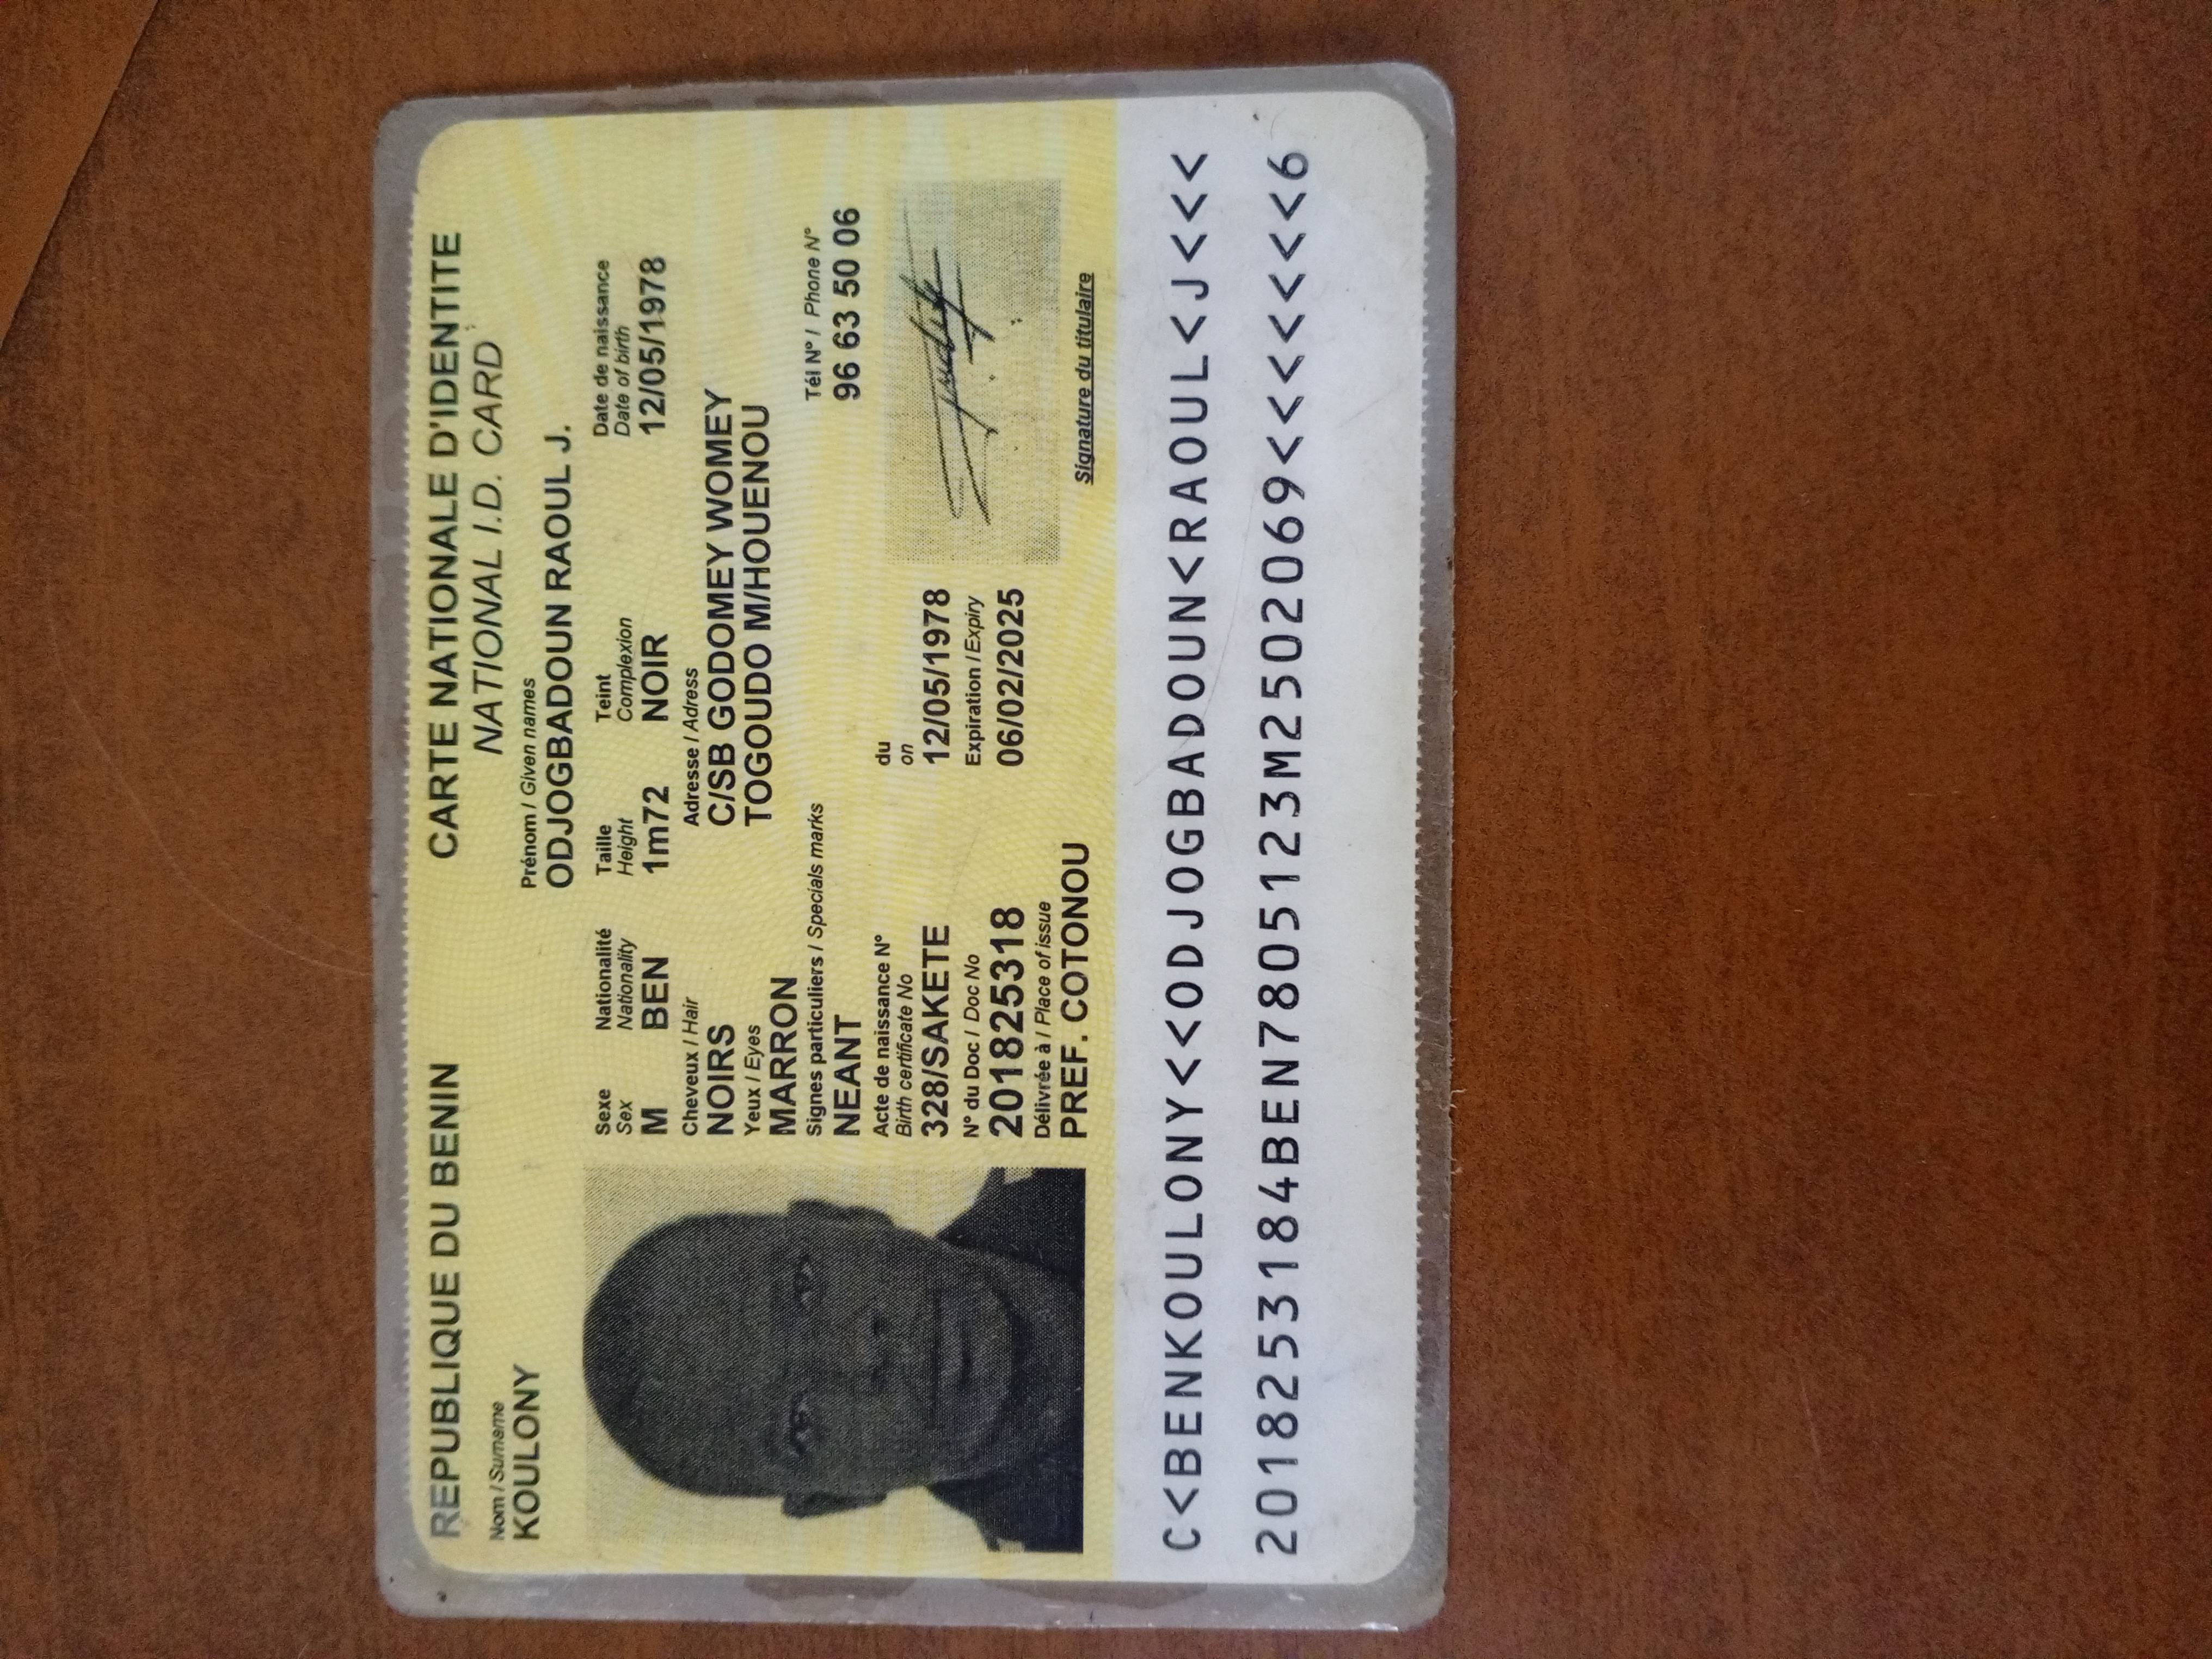 REPUBLIQUE DU BENIN
CARTE NATIONALE D'IDENTITE
NATIONAL I.D. CARD
Nom / Surname
KOULONY
Prénom / Given names
ODJOGBADOUN RAOUL J.
Sexe
Sex
M
Nationalité
Nationality
BEN
Taille
Height
1m72
Teint
Complexion
NOIR
Date de naissance
Date of birth
12/05/1978
Cheveux / Hair
NOIRS
Adresse / Adress
C/SB GODOMEY WOMEY
TOGOUDO M/HOUENOU
Yeux / Eyes
MARRON
Signes particuliers / Specials marks
NEANT
Tél N° / Phone N°
96 63 50 06
Acte de naissance N°
Birth certificate No
328/SAKETE
du
on
12/05/1978
N° du Doc / Doc No
201825318
Expiration / Expiry
06/02/2025
Délivrée à / Place of issue
PREF. COTONOU
Signature du titulaire
C<BENKOULONY<<ODJOGBADOUN<RAOUL<J<<<
2018253184BEN7805123M2502069<<<<<<<6